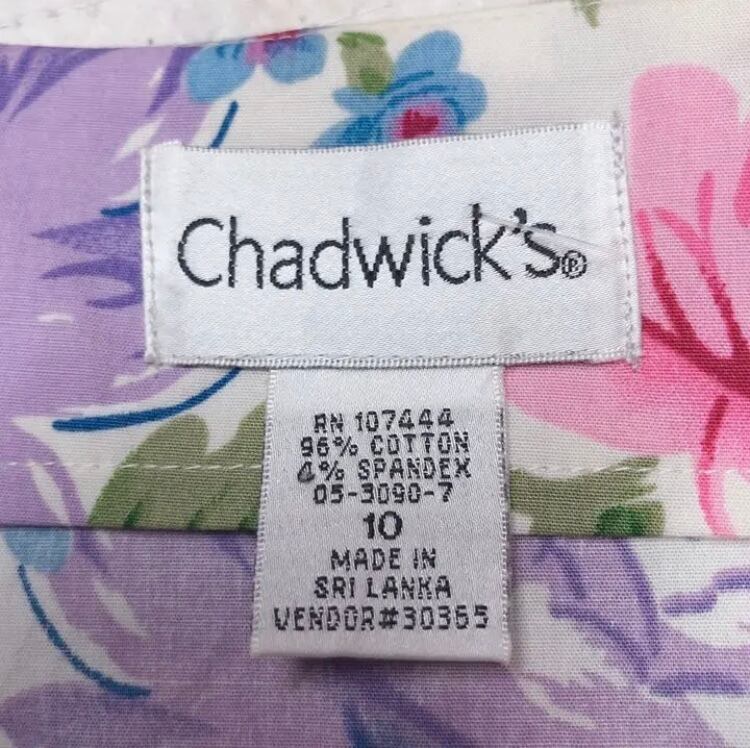 Chadwick's®
RN 107444
96% COTTON
4% SPANDEX
05-3090-7
10
MADE IN
SRI LANKA
VENDOR#30365